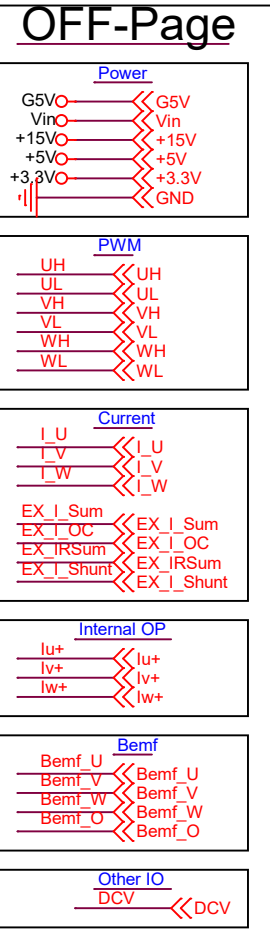 OFF-Page
Power
G5V G5V
Vin Vin
+15V +15V
+5V +5V
+3.3V +3.3V
GND
PWM
UH UH
UL UL
VH VH
VL VL
WH WH
WL WL
Current
I_U I_U
I_V I_V
I_W I_W
EX_I_Sum EX_I_Sum
EX_I_OC EX_I_OC
EX_IRSum EX_IRSum
EX_I_Shunt EX_I_Shunt
Internal OP
Iu+ Iu+
Iv+ Iv+
Iw+ Iw+
Bemf
Bemf_U Bemf_U
Bemf_V Bemf_V
Bemf_W Bemf_W
Bemf_O Bemf_O
Other IO
DCV DCV